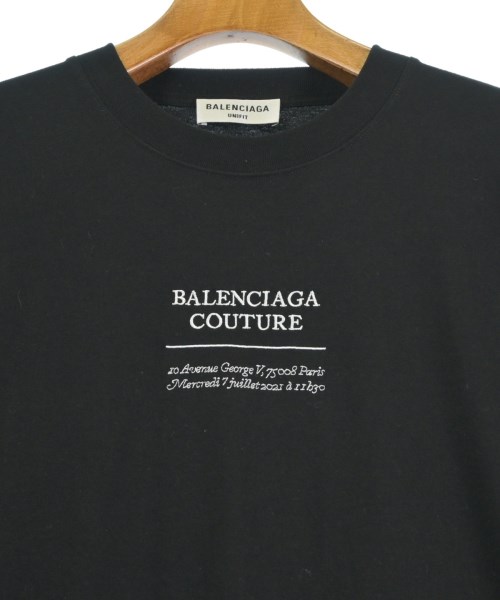 BALENCIAGA
UNIFIT
BALENCIAGA
COUTURE
10 Avenue George V, 75008 Paris
Mercredi 7 juillet 2021 à 11h30